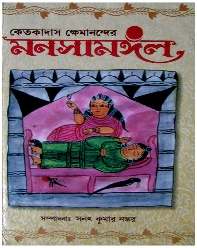 কেতকাদাস ক্ষেমানন্দের
মনসামঙ্গল
সম্পাদনাঃ সনৎ কুমার নস্কর